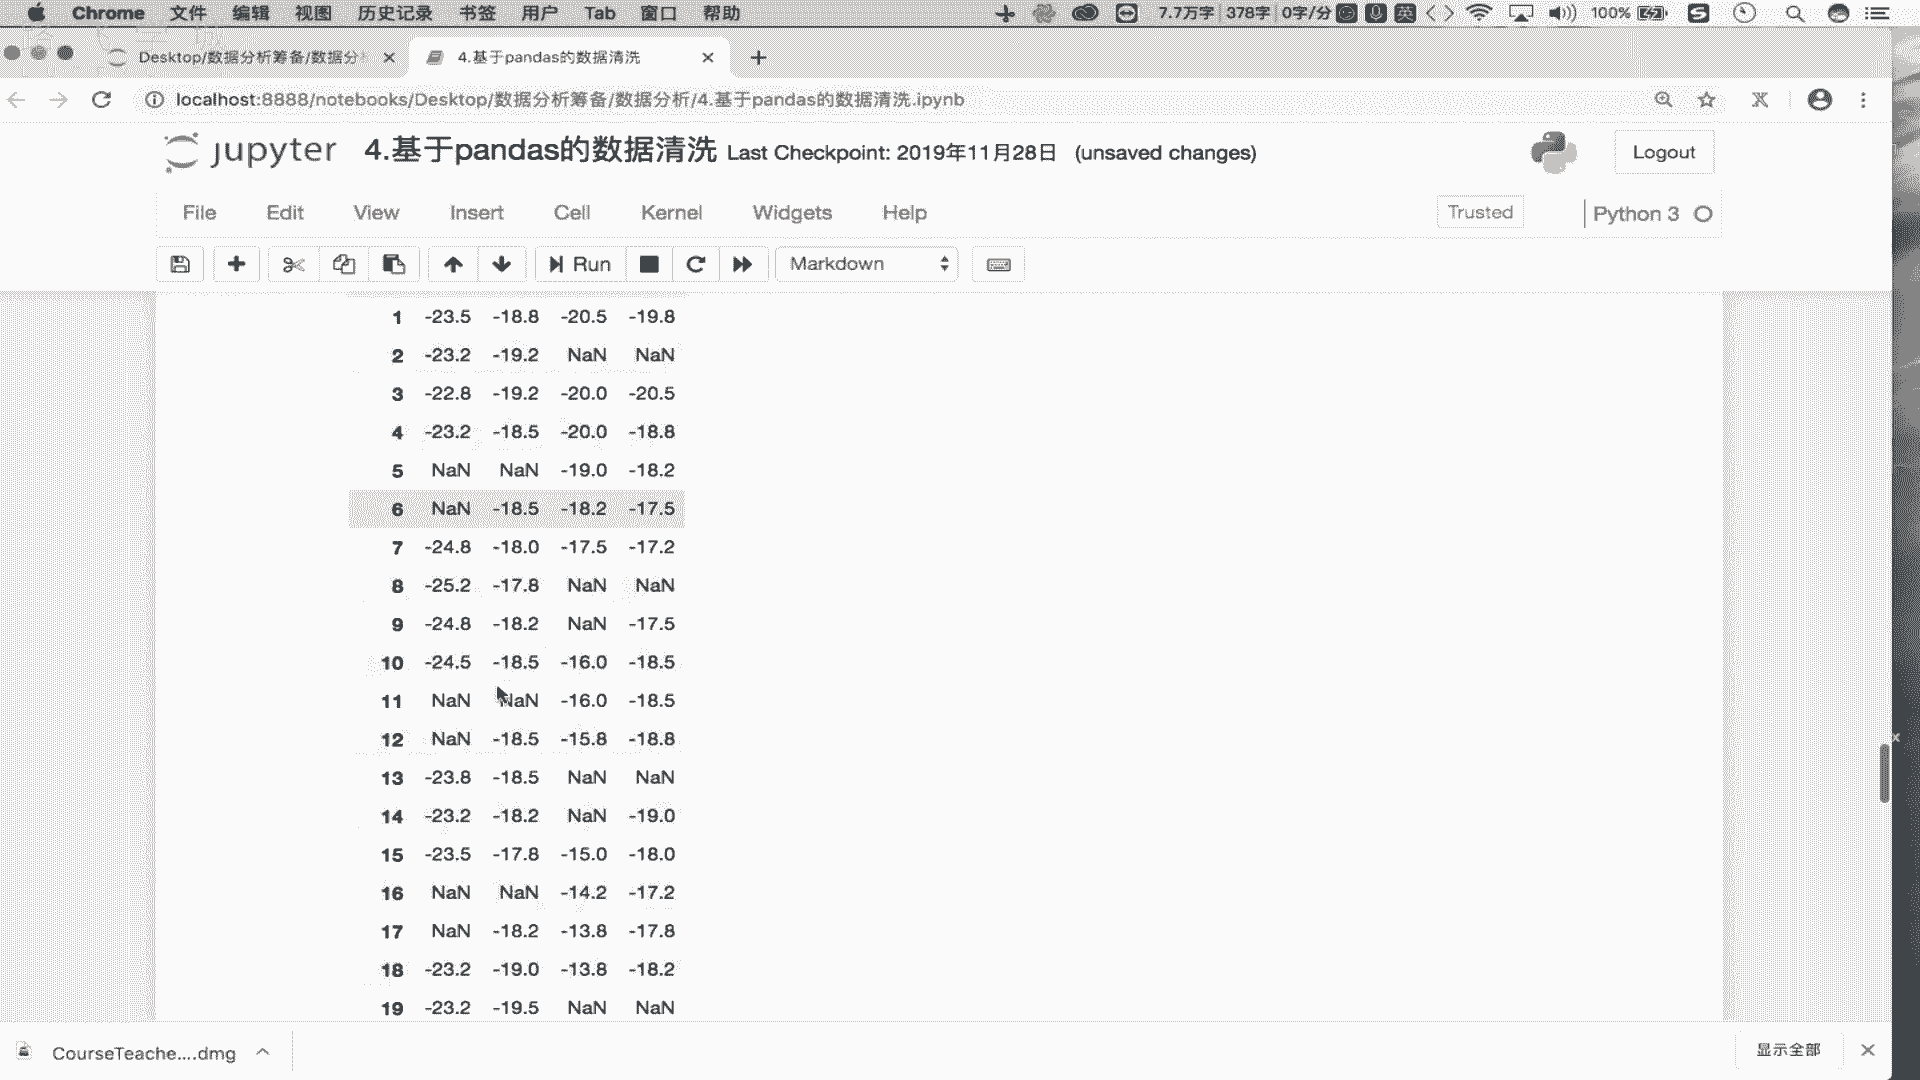 Chrome 文件 编辑 视图 历史记录 书签 用户 Tab 窗口 帮助 7.7万字 378字 0字/分 英 100%
Desktop/数据分析筹备/数据分 4.基于pandas的数据清洗
localhost:8888/notebooks/Desktop/数据分析筹备/数据分析/4.基于pandas的数据清洗.ipynb
jupyter 4.基于pandas的数据清洗 Last Checkpoint: 2019年11月28日 (unsaved changes) Logout
File Edit View Insert Cell Kernel Widgets Help Trusted Python 3
Run Markdown
1 -23.5 -18.8 -20.5 -19.8
2 -23.2 -19.2 NaN NaN
3 -22.8 -19.2 -20.0 -20.5
4 -23.2 -18.5 -20.0 -18.8
5 NaN NaN -19.0 -18.2
6 NaN -18.5 -18.2 -17.5
7 -24.8 -18.0 -17.5 -17.2
8 -25.2 -17.8 NaN NaN
9 -24.8 -18.2 NaN -17.5
10 -24.5 -18.5 -16.0 -18.5
11 NaN NaN -16.0 -18.5
12 NaN -18.5 -15.8 -18.8
13 -23.8 -18.5 NaN NaN
14 -23.2 -18.2 NaN -19.0
15 -23.5 -17.8 -15.0 -18.0
16 NaN NaN -14.2 -17.2
17 NaN -18.2 -13.8 -17.8
18 -23.2 -19.0 -13.8 -18.2
19 -23.2 -19.5 NaN NaN
CourseTeache....dmg 显示全部